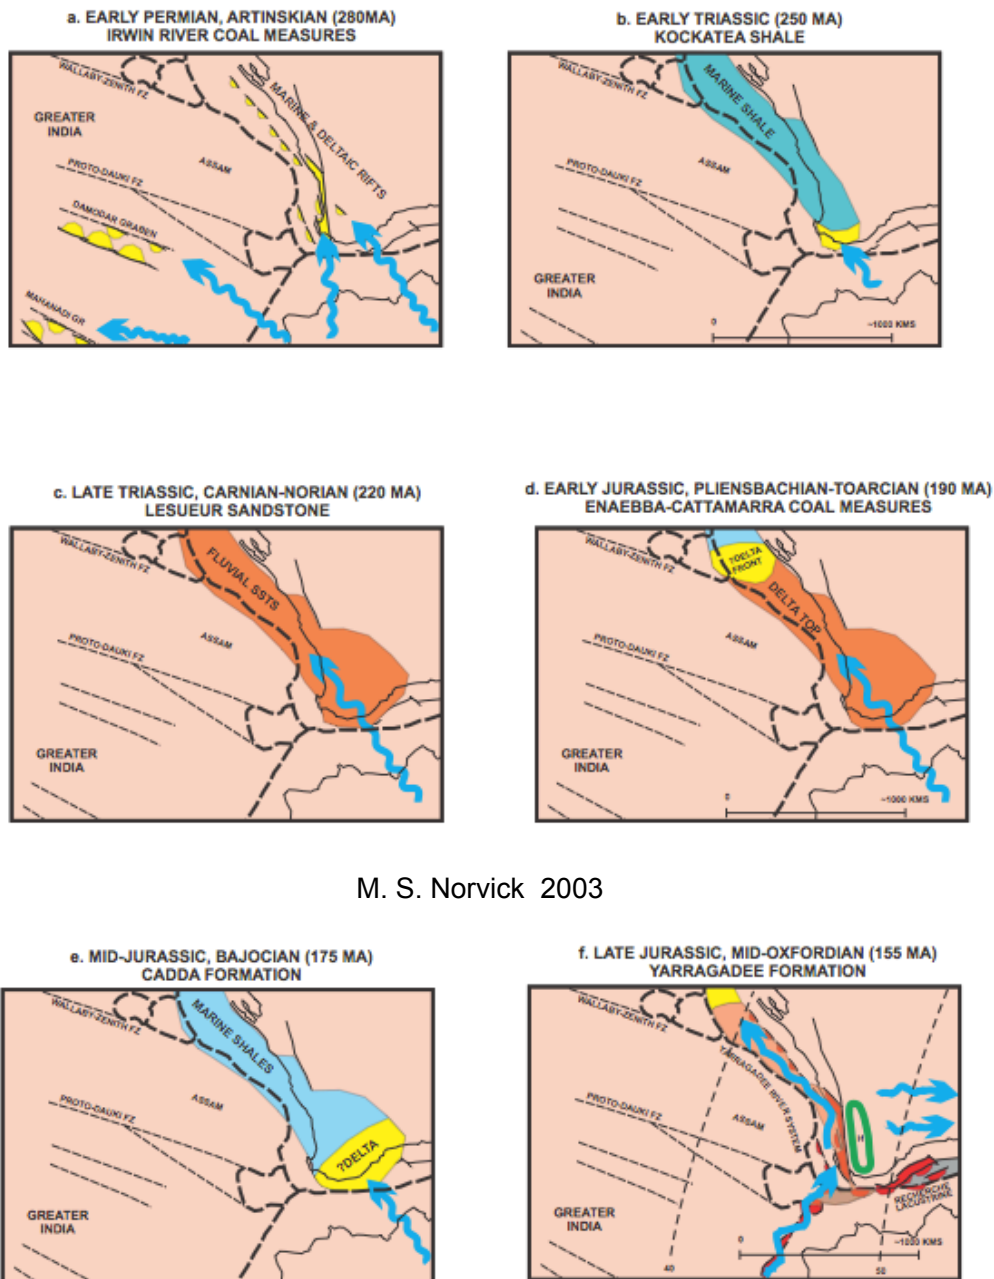 a. EARLY PERMIAN, ARTINSKIAN (280MA)
IRWIN RIVER COAL MEASURES
WALLABY-ZENITH FZ
GREATER
INDIA
MARINE & DELTAIC RIFTS
ASSAM
PROTO-DAUKI FZ
DAMODAR GRABEN
MAHANADI GR
b. EARLY TRIASSIC (250 MA)
KOCKATEA SHALE
WALLABY-ZENITH FZ
MARINE SHALE
ASSAM
PROTO-DAUKI FZ
GREATER
INDIA
0
~1000 KMS
c. LATE TRIASSIC, CARNIAN-NORIAN (220 MA)
LESUEUR SANDSTONE
WALLABY-ZENITH FZ
FLUVIAL SSTS
ASSAM
PROTO-DAUKI FZ
GREATER
INDIA
d. EARLY JURASSIC, PLIENSBACHIAN-TOARCIAN (190 MA)
ENAEBBA-CATTAMARRA COAL MEASURES
WALLABY-ZENITH FZ
?DELTA
FRONT
DELTA TOP
ASSAM
PROTO-DAUKI FZ
GREATER
INDIA
0
~1000 KMS
M. S. Norvick 2003
e. MID-JURASSIC, BAJOCIAN (175 MA)
CADDA FORMATION
WALLABY-ZENITH FZ
MARINE SHALES
ASSAM
PROTO-DAUKI FZ
?DELTA
GREATER
INDIA
f. LATE JURASSIC, MID-OXFORDIAN (155 MA)
YARRAGADEE FORMATION
WALLABY-ZENITH FZ
YARRAGADEE RIVER SYSTEM
PROTO-DAUKI FZ
ASSAM
H
RECHERCHE
LACUSTRINE
GREATER
INDIA
0
~1000 KMS
40
50